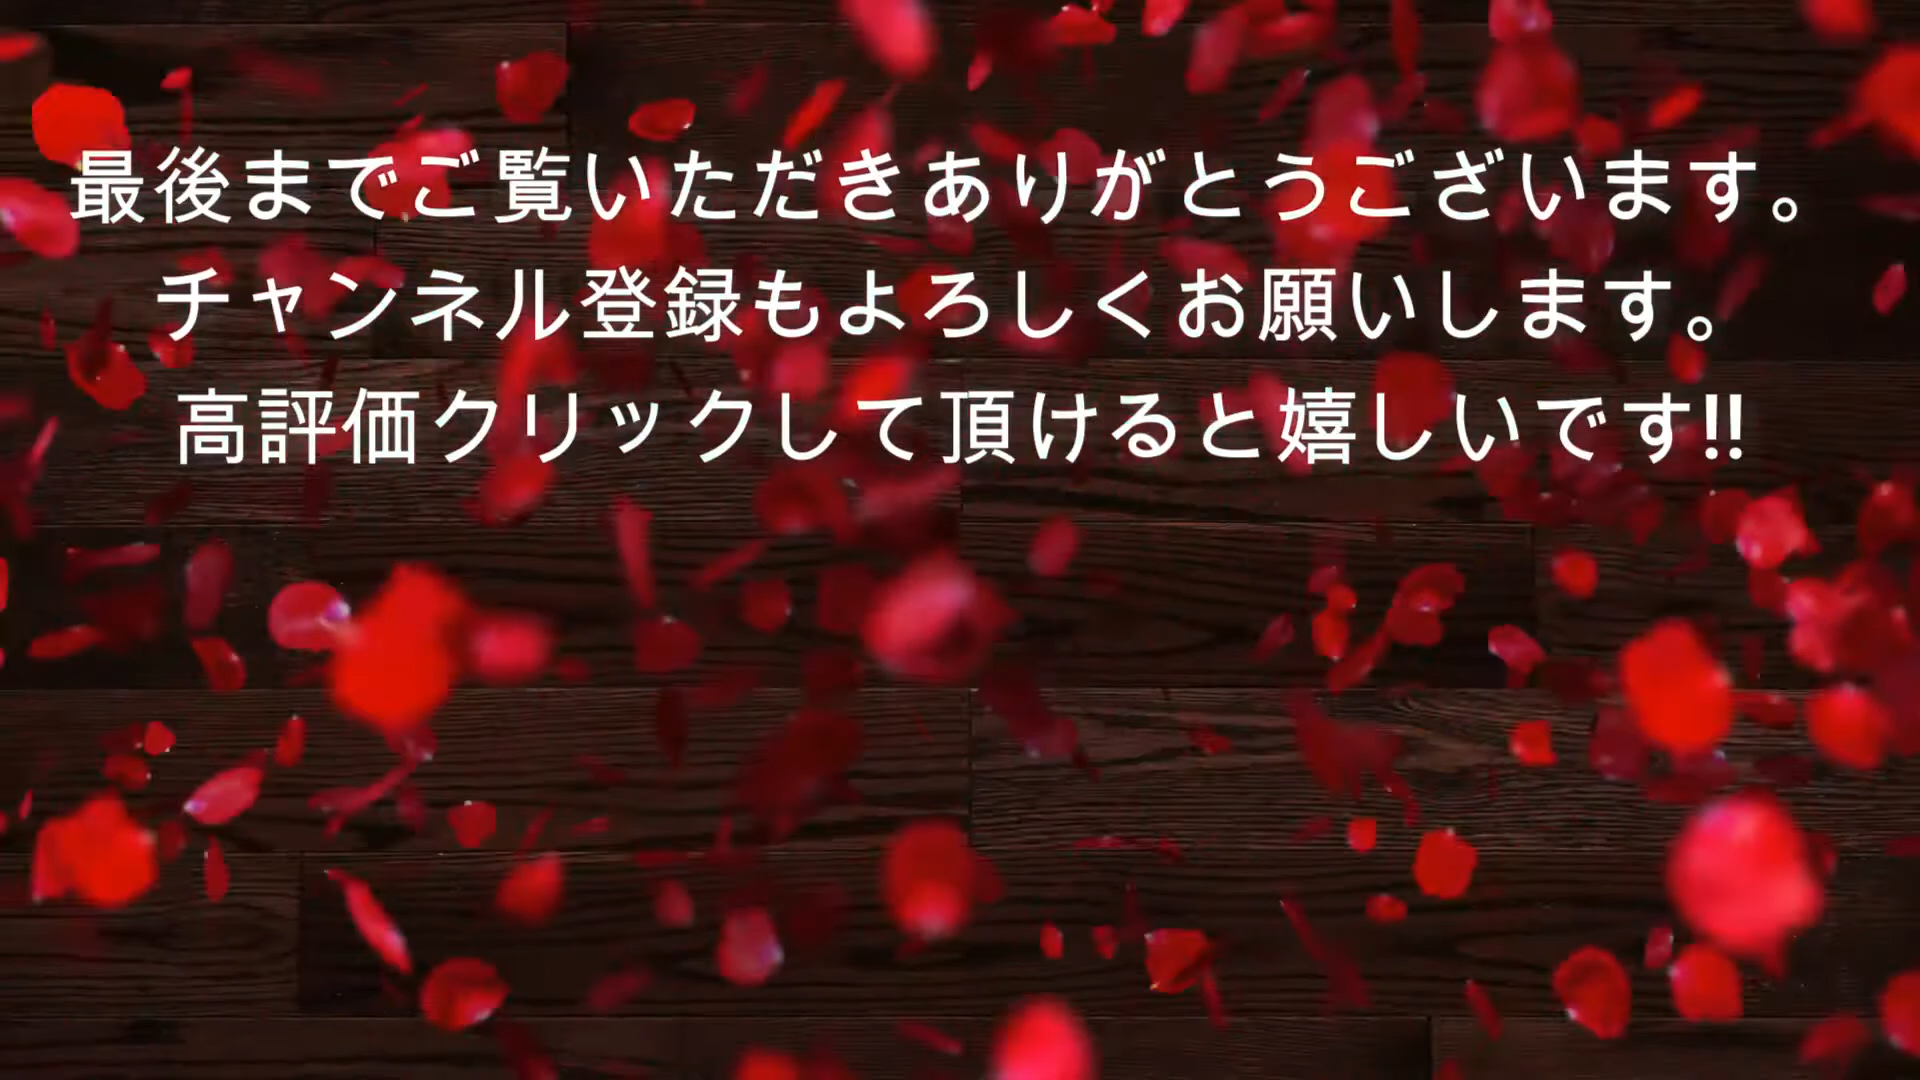 最後までご覧いただきありがとうございます。
チャンネル登録もよろしくお願いします。
高評価クリックして頂けると嬉しいです!!